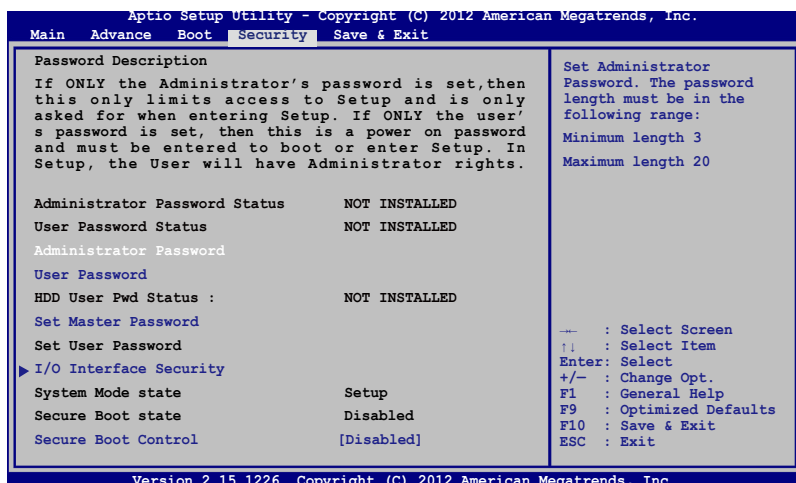 Aptio Setup Utility - Copyright (C) 2012 American Megatrends, Inc.
Main Advance Boot Security Save & Exit
Password Description
If ONLY the Administrator's password is set,then
this only limits access to Setup and is only
asked for when entering Setup. If ONLY the user'
s password is set, then this is a power on password
and must be entered to boot or enter Setup. In
Setup, the User will have Administrator rights.
Administrator Password Status NOT INSTALLED
User Password Status NOT INSTALLED
Administrator Password
User Password
HDD User Pwd Status : NOT INSTALLED
Set Master Password
Set User Password
I/O Interface Security
System Mode state Setup
Secure Boot state Disabled
Secure Boot Control [Disabled]
Set Administrator
Password. The password
length must be in the
following range:
Minimum length 3
Maximum length 20
→← : Select Screen
↑↓ : Select Item
Enter: Select
+/— : Change Opt.
F1 : General Help
F9 : Optimized Defaults
F10 : Save & Exit
ESC : Exit
Version 2.15.1226. Copyright (C) 2012 American Megatrends, Inc.